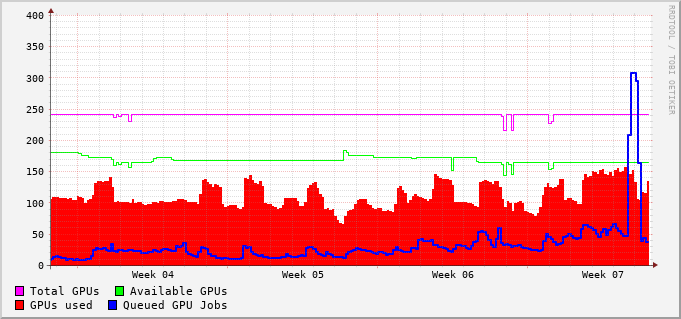 400
350
300
250
200
150
100
50
0
Week 04 Week 05 Week 06 Week 07
Total GPUs Available GPUs
GPUs used Queued GPU Jobs
RRDTOOL / TOBI OETIKER